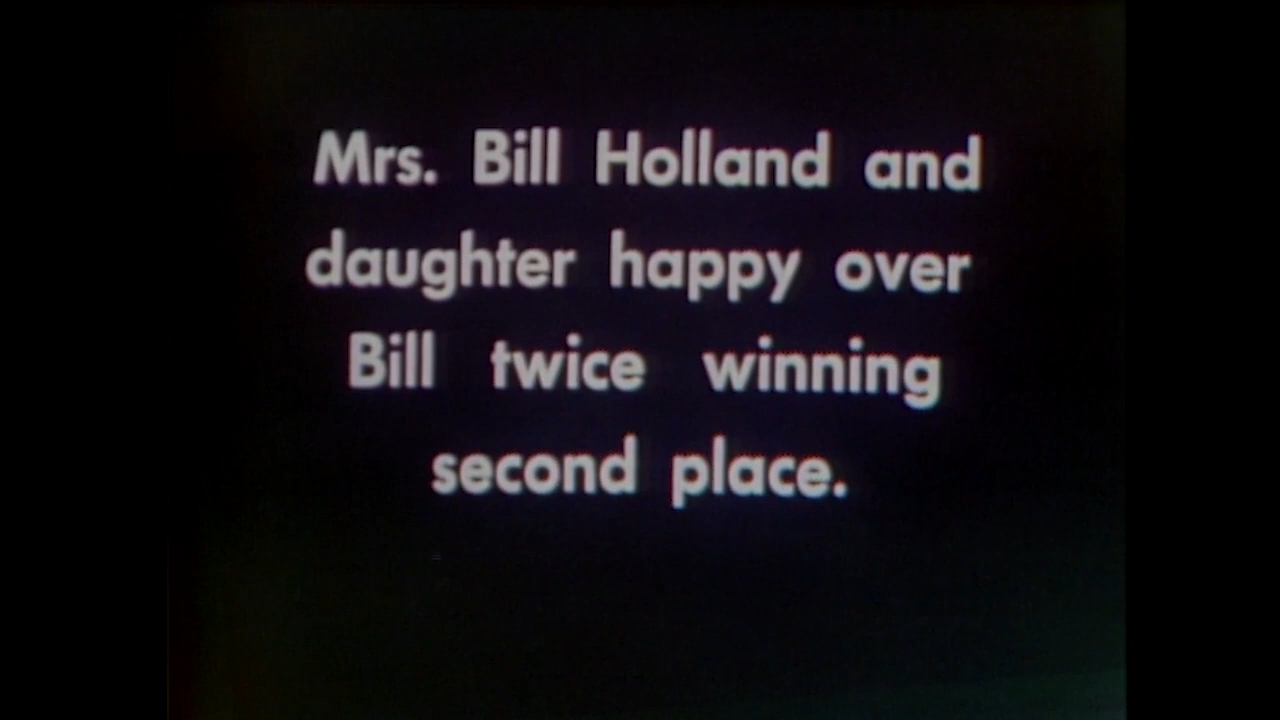 Mrs. Bill Holland and
daughter happy over
Bill twice winning
second place.